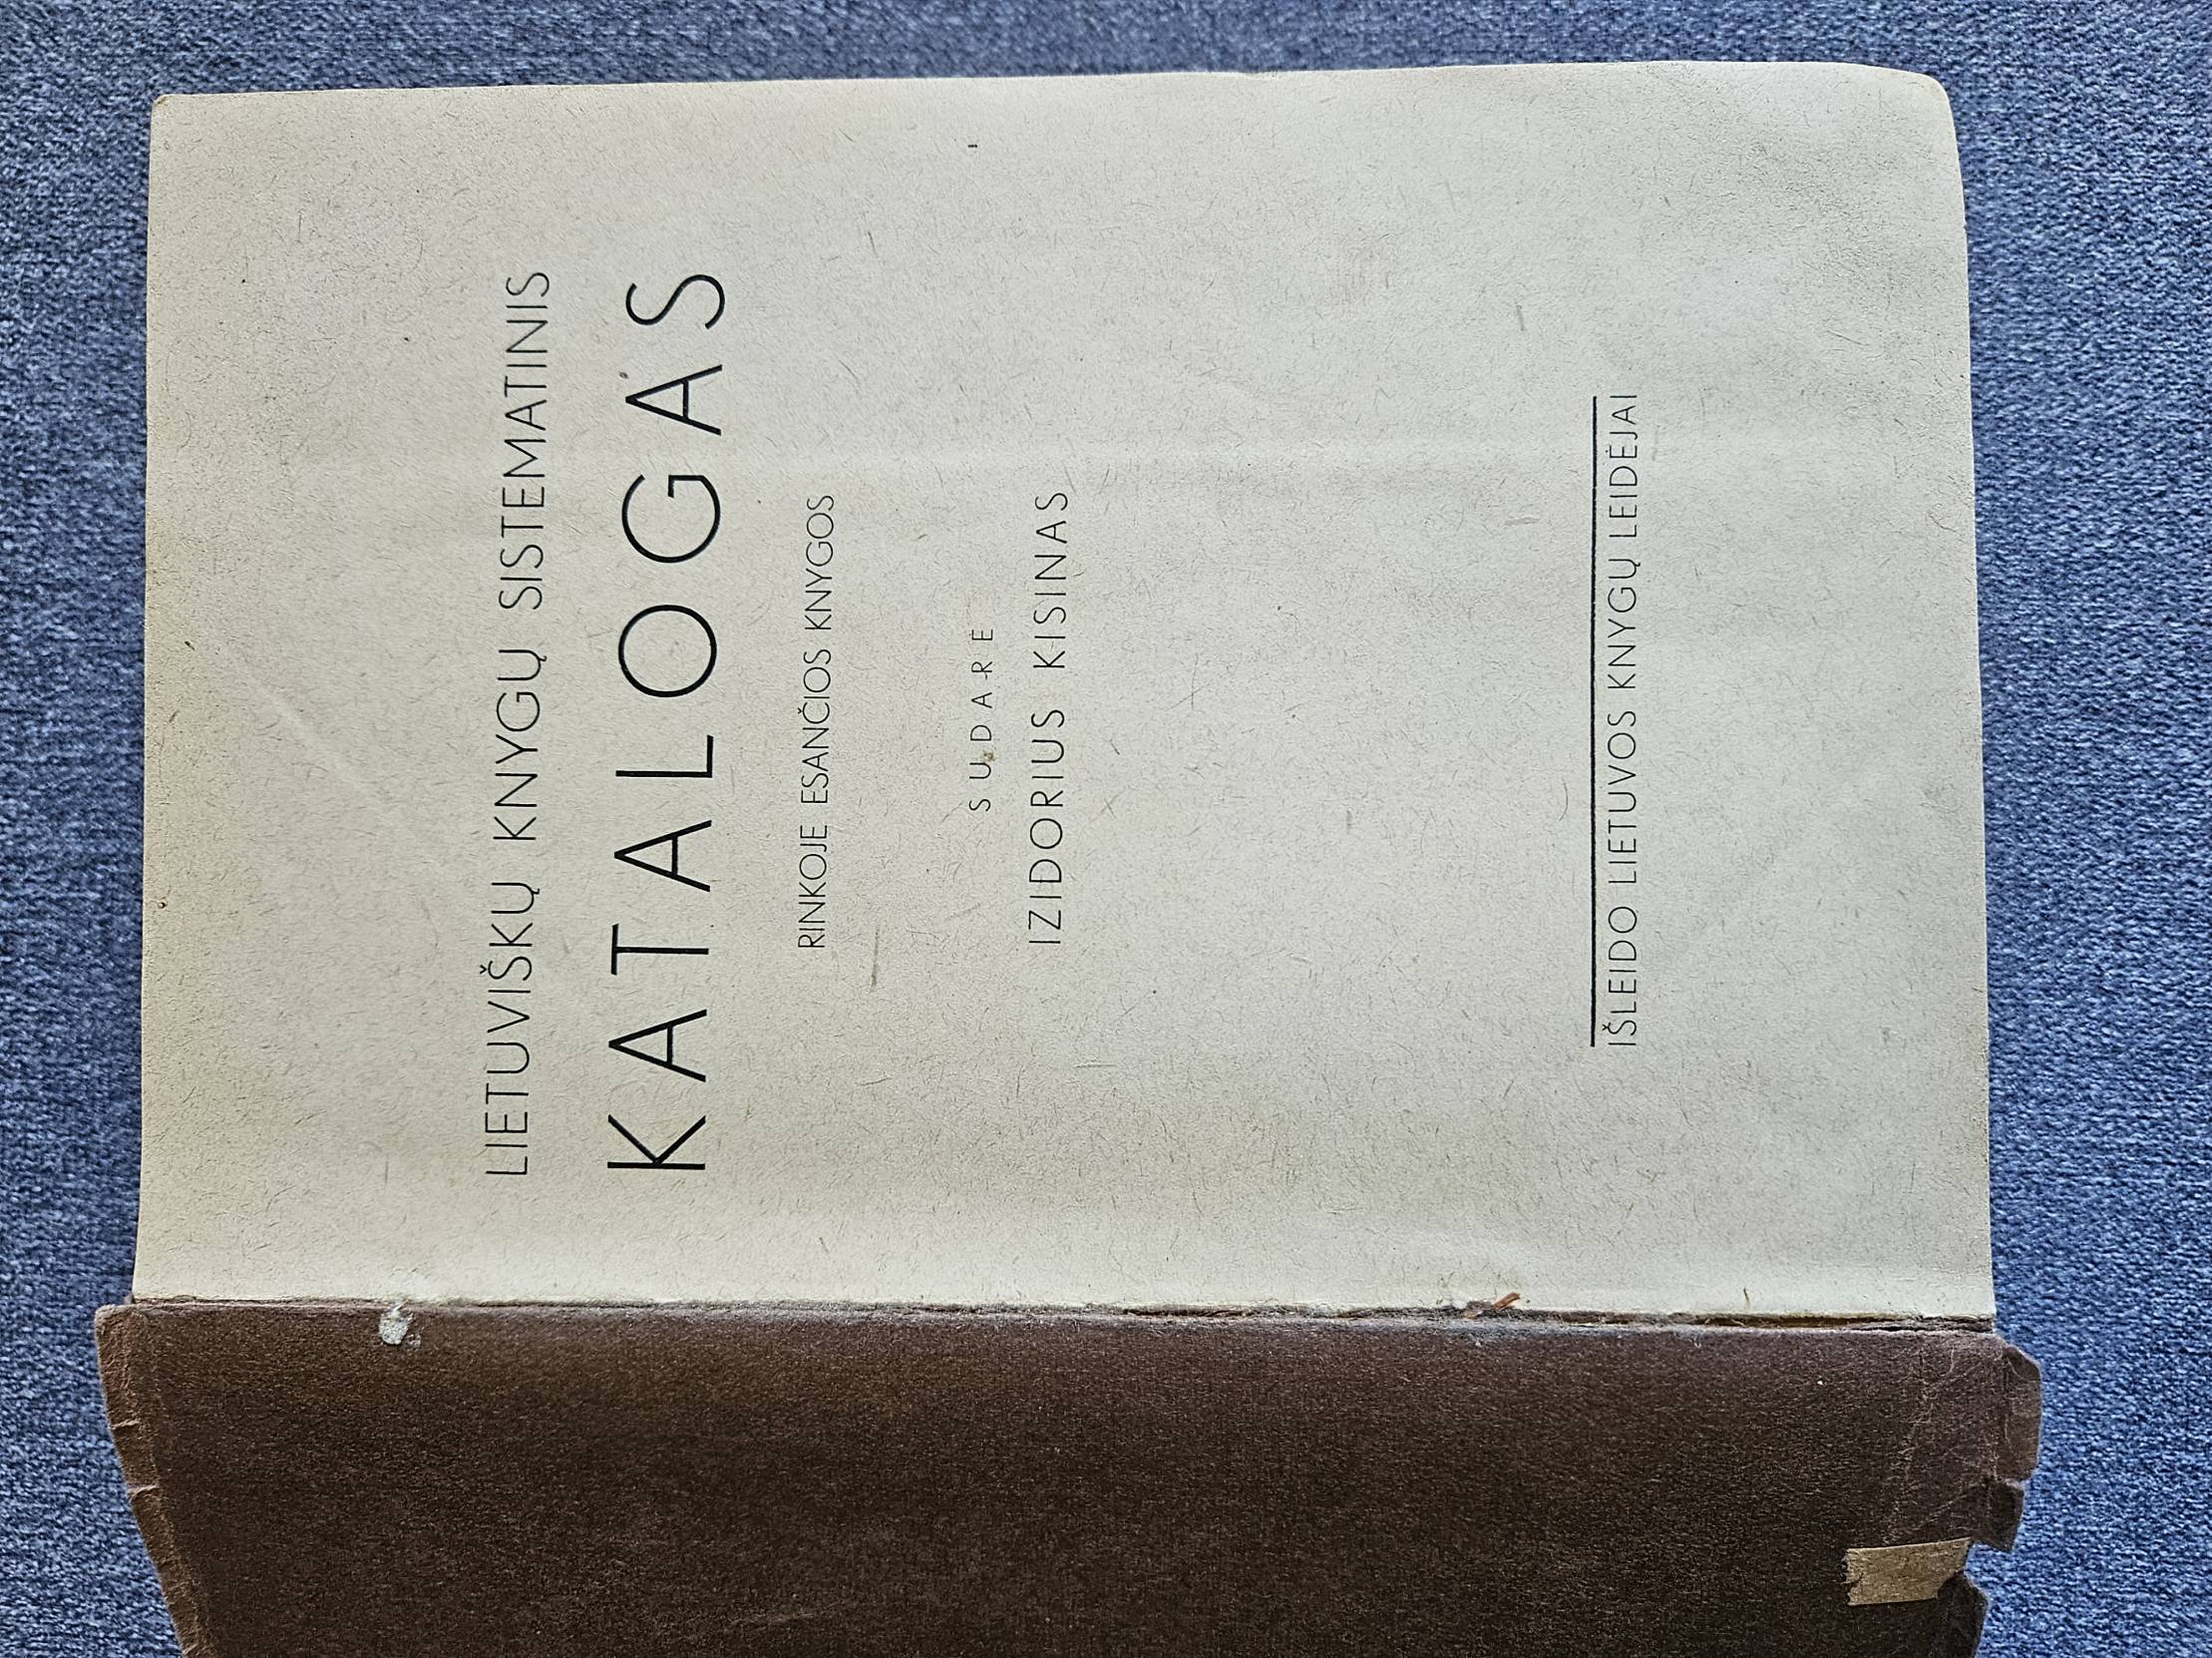 LIETUVIŠKŲ KNYGŲ SISTEMATINIS
KATALOGAS
RINKOJE ESANČIOS KNYGOS
SUDARĖ
IZIDORIUS KISINAS
IŠLEIDO LIETUVOS KNYGŲ LEIDĖJAI